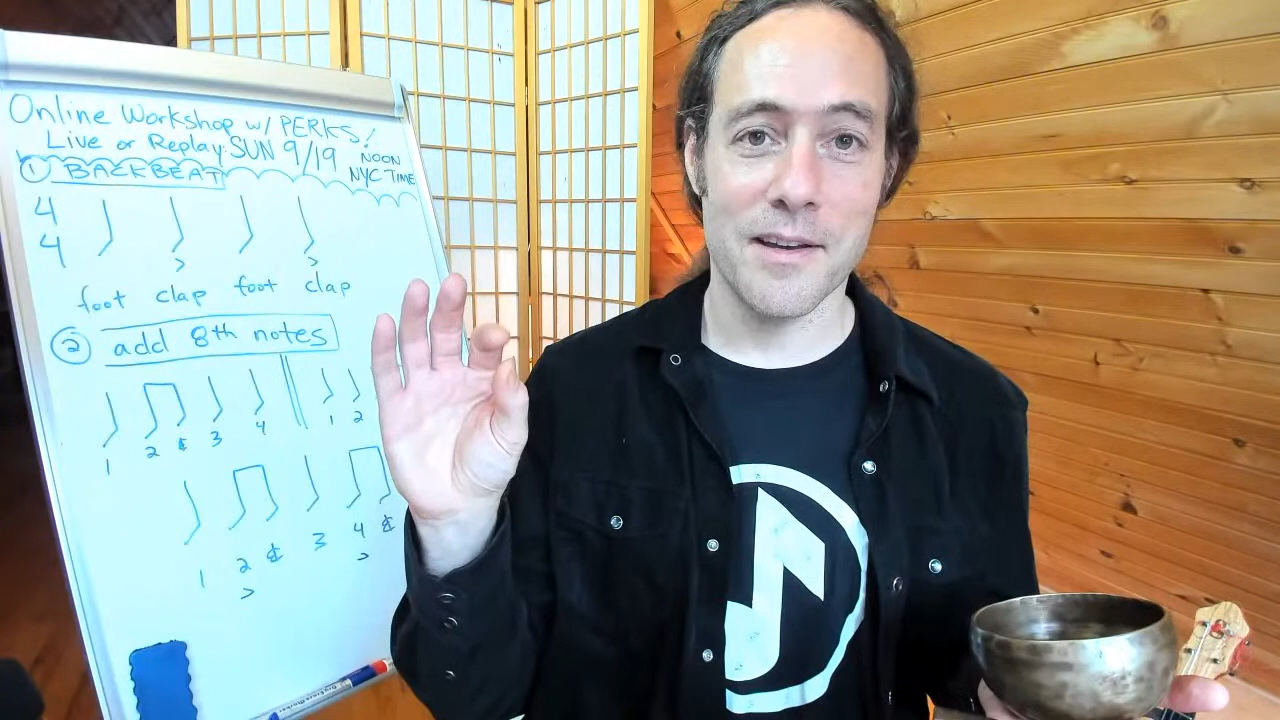 Online Workshop w/ PERKS!
Live or Replay: SUN 9/19 NOON
NYC TIME
① BACKBEAT
4
4
>
>
foot clap foot clap
② add 8th notes
1 2 & 3 4 1 2
1 2 & 3 4 &
> >